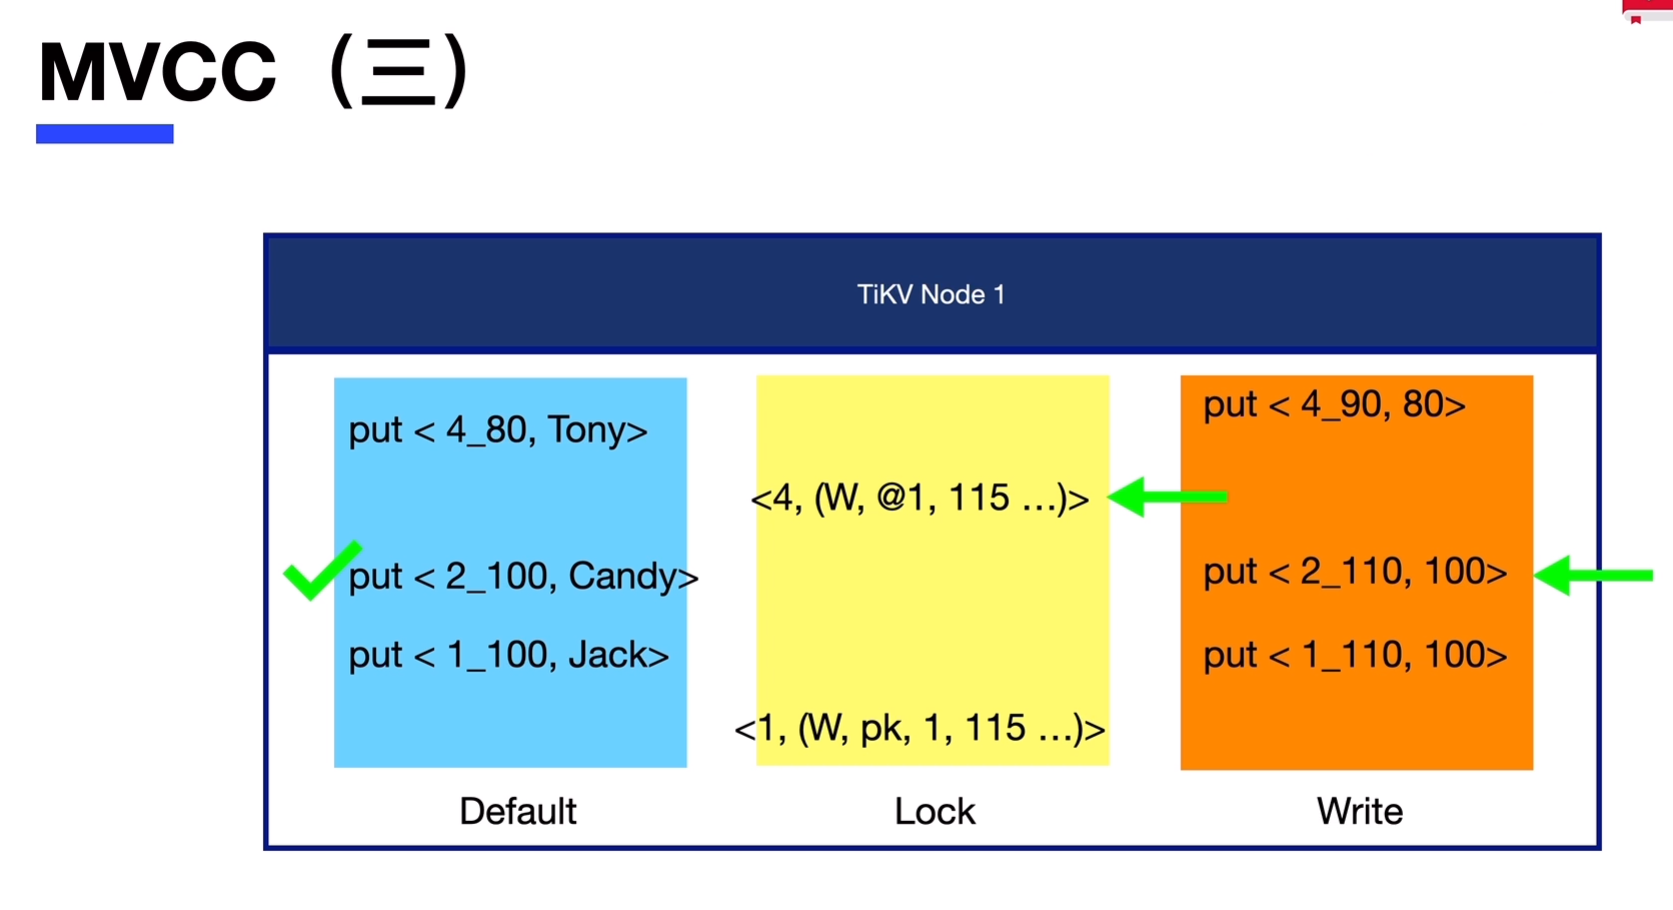 MVCC（三）
TiKV Node 1
put < 4_80, Tony>
put < 2_100, Candy>
put < 1_100, Jack>
Default
<4, (W, @1, 115 ...)>
<1, (W, pk, 1, 115 ...)>
Lock
put < 4_90, 80>
put < 2_110, 100>
put < 1_110, 100>
Write